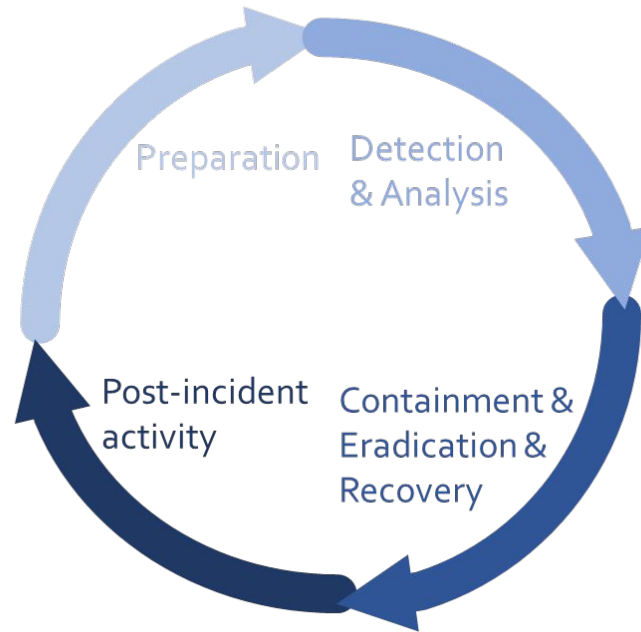 Preparation
Detection
& Analysis
Post-incident
activity
Containment &
Eradication &
Recovery